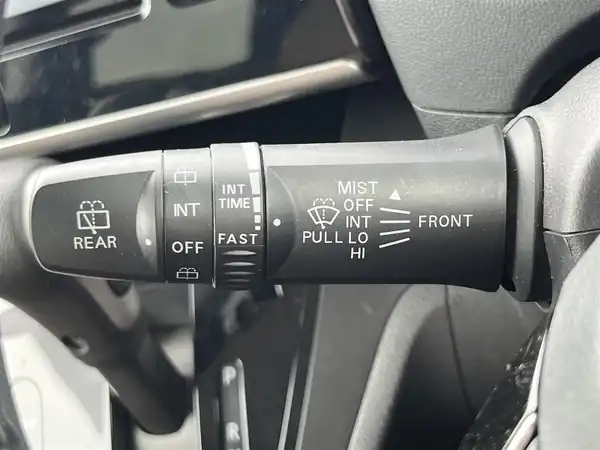 REAR
INT
OFF
INT
TIME
FAST
MIST
OFF
INT
PULL LO
HI
FRONT
P
R